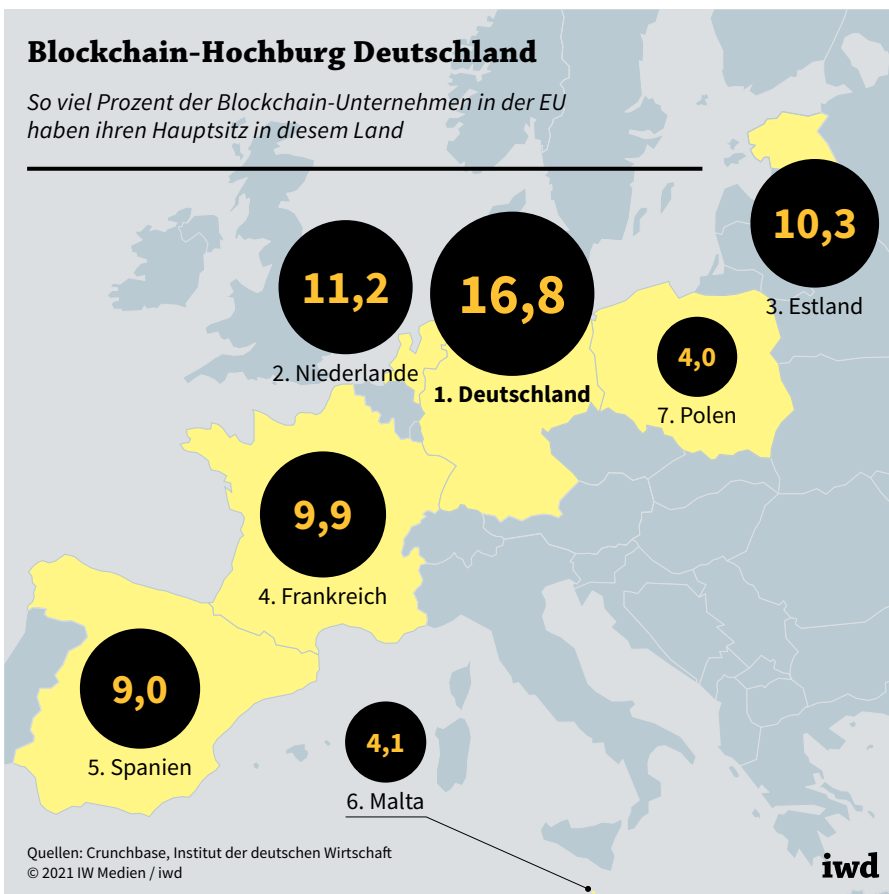 Blockchain-Hochburg Deutschland
So viel Prozent der Blockchain-Unternehmen in der EU
haben ihren Hauptsitz in diesem Land
10,3
3. Estland
11,2
2. Niederlande
16,8
1. Deutschland
4,0
7. Polen
9,9
4. Frankreich
9,0
5. Spanien
4,1
6. Malta
Quellen: Crunchbase, Institut der deutschen Wirtschaft
© 2021 IW Medien / iwd
iwd